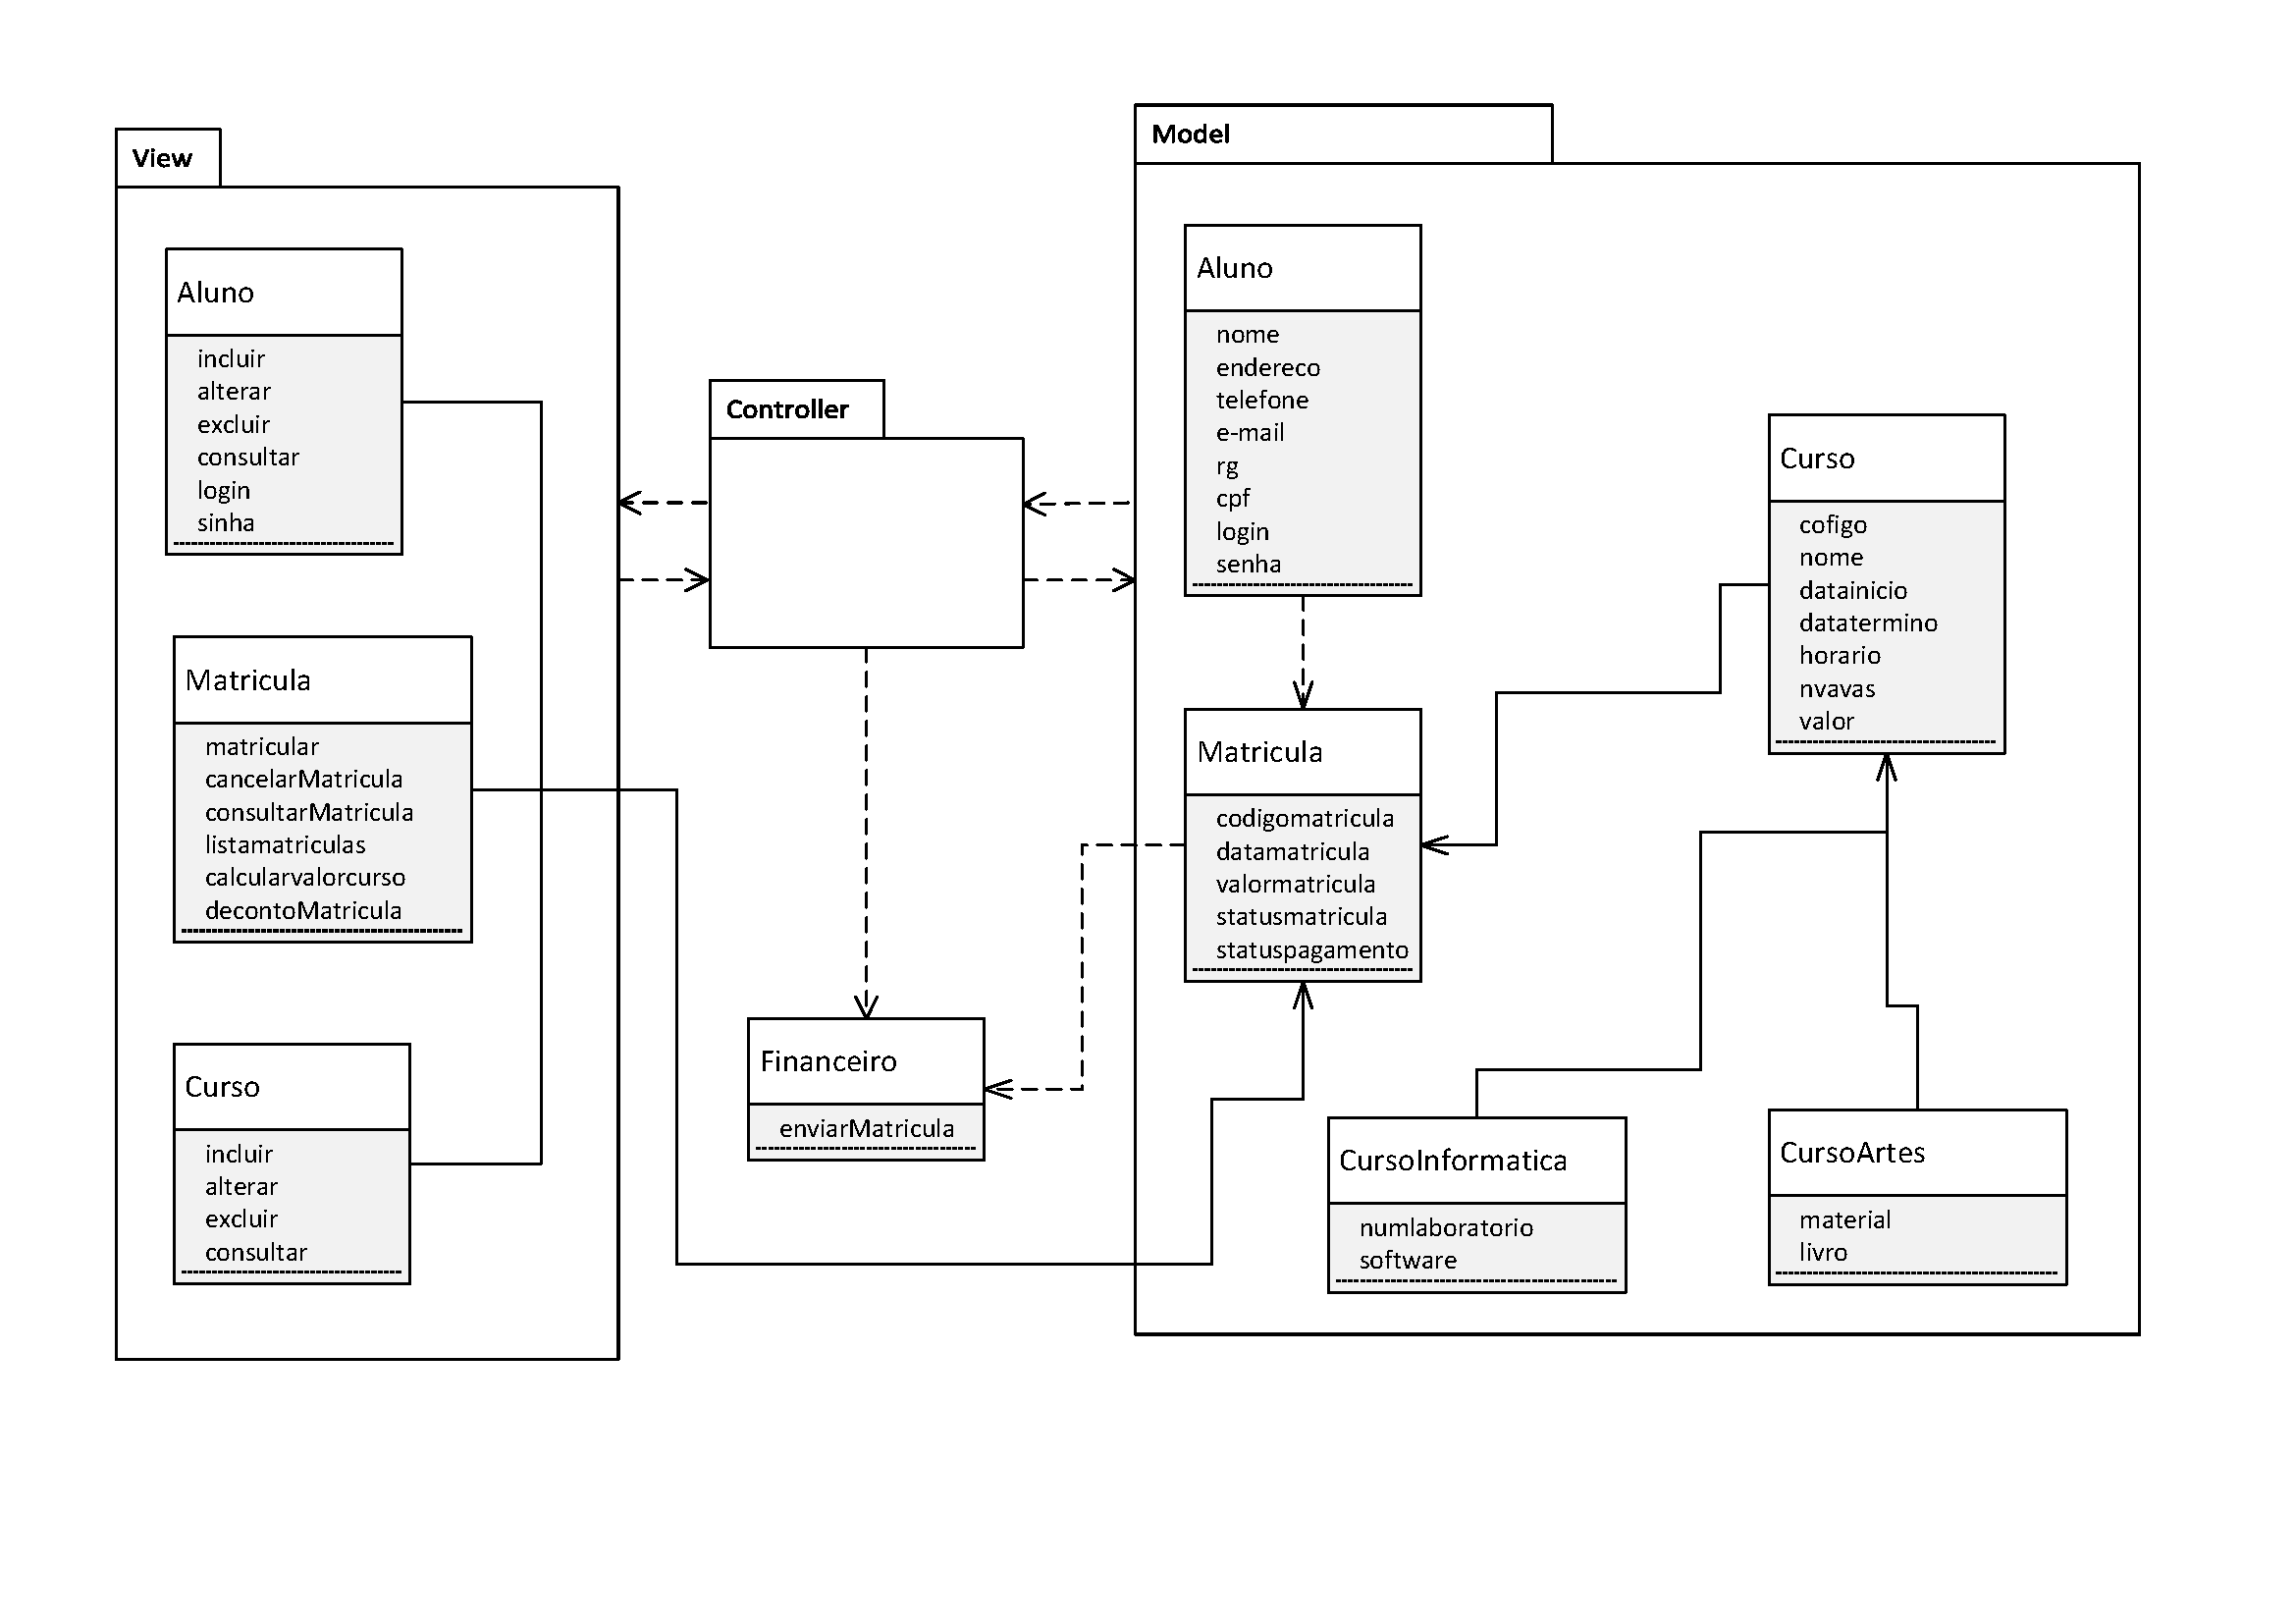 View
Aluno
incluir
alterar
excluir
consultar
login
sinha
Matricula
matricular
cancelarMatricula
consultarMatricula
listamatriculas
calcularvalorcurso
decontoMatricula
Curso
incluir
alterar
excluir
consultar
Controller
Financeiro
enviarMatricula
Model
Aluno
nome
endereco
telefone
e-mail
rg
cpf
login
senha
Matricula
codigomatricula
datamatricula
valormatricula
statusmatricula
statuspagamento
Curso
cofigo
nome
datainicio
datatermino
horario
nvavas
valor
CursoInformatica
numlaboratorio
software
CursoArtes
material
livro